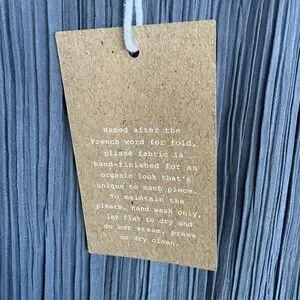 Named after the
French word for fold,
plissé fabric is
hand-finished for an
organic look that's
unique to each piece.
To maintain the
pleats, hand wash only,
lay flat to dry and
do not steam, press
or dry clean.